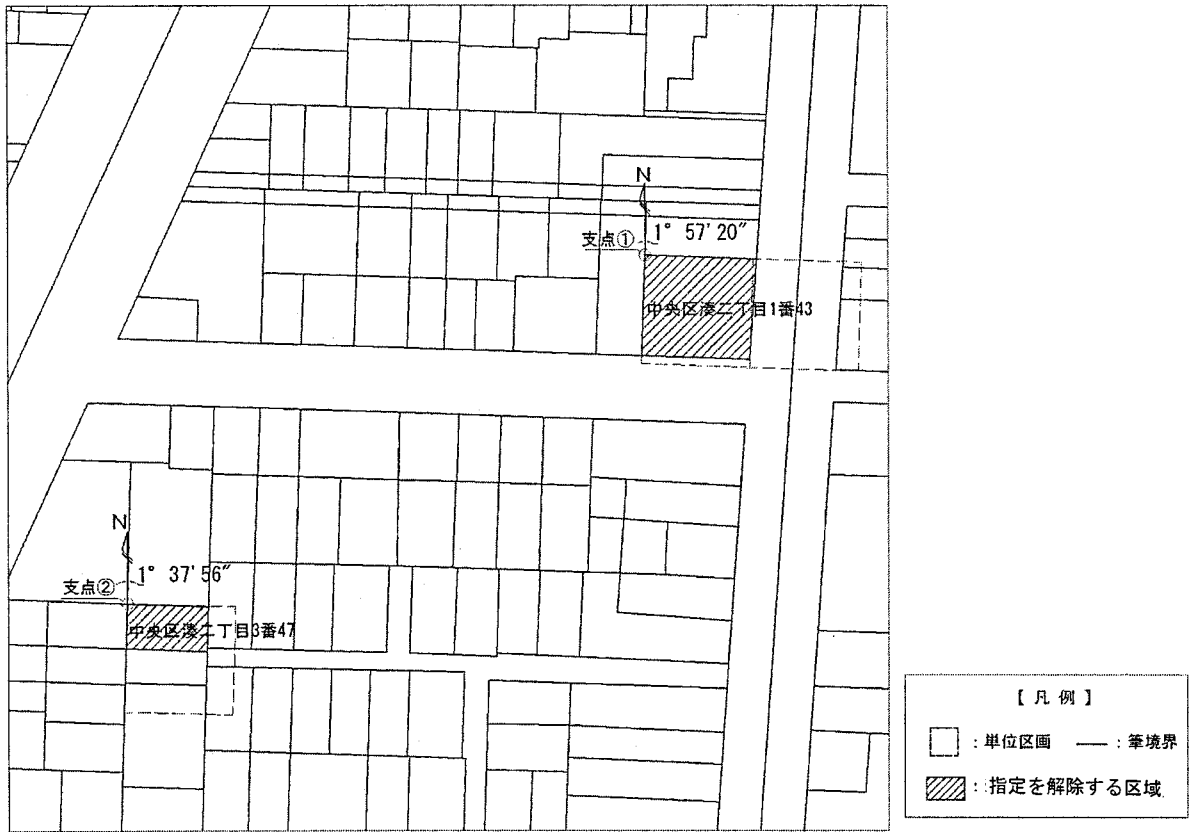 N
支点① 1° 57′ 20″
中央区湊二丁目1番43
N
支点② 1° 37′ 56″
中央区湊二丁目3番47
【 凡 例 】
: 単位区画 : 筆境界
: 指定を解除する区域